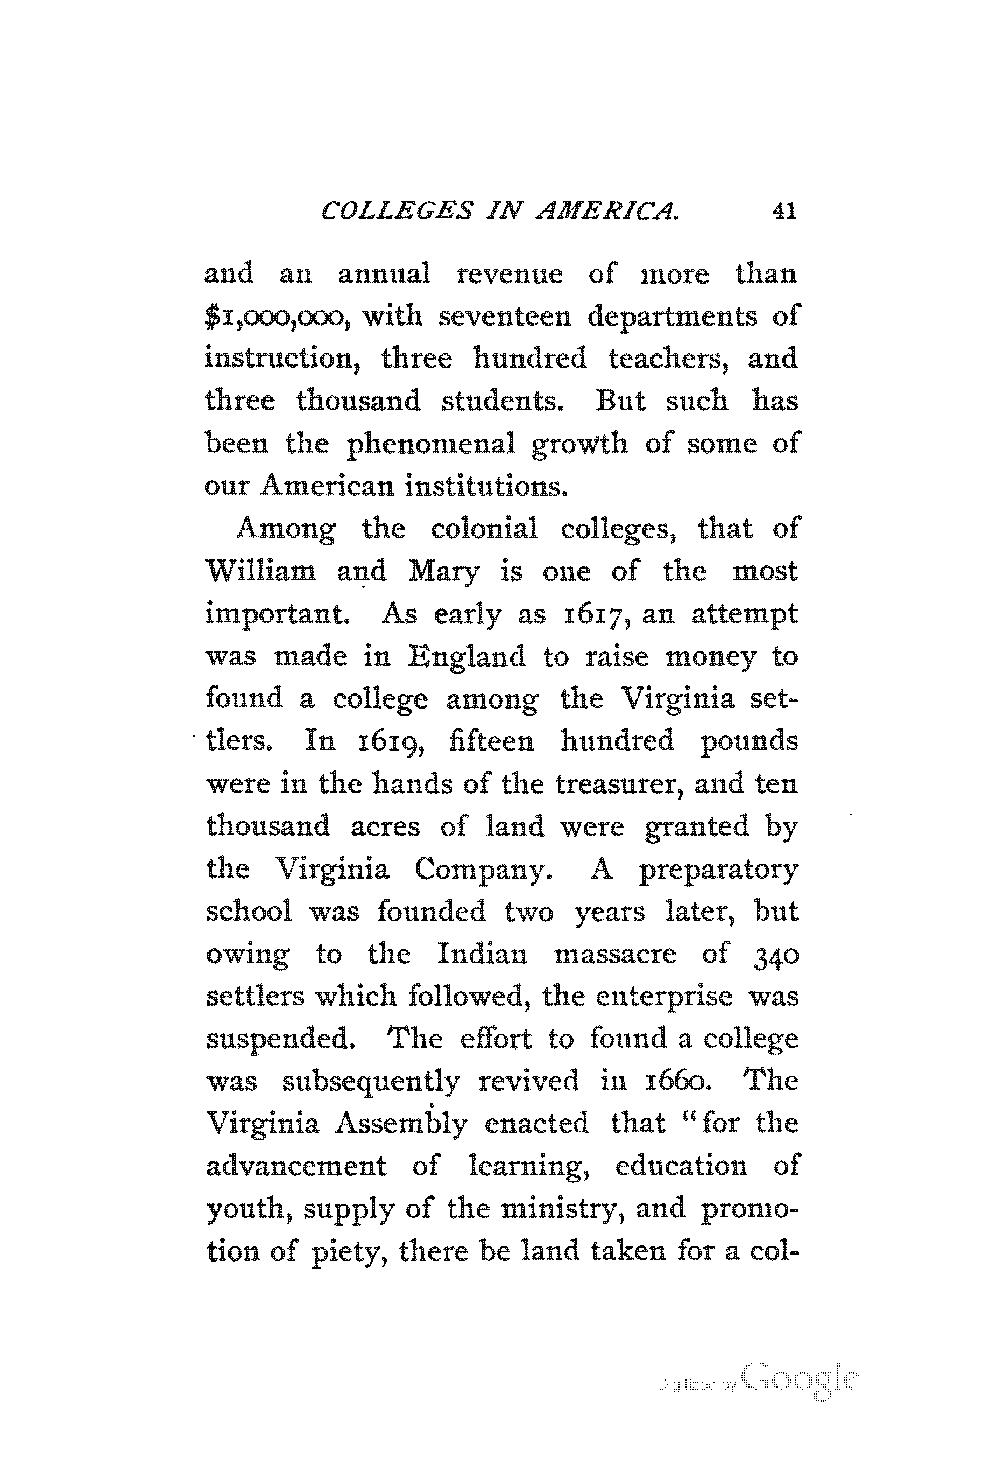 COLLEGES IN AMERICA. 41
and an annual revenue of more than
$1,000,000, with seventeen departments of
instruction, three hundred teachers, and
three thousand students. But such has
been the phenomenal growth of some of
our American institutions.
Among the colonial colleges, that of
William and Mary is one of the most
important. As early as 1617, an attempt
was made in England to raise money to
found a college among the Virginia set-
tlers. In 1619, fifteen hundred pounds
were in the hands of the treasurer, and ten
thousand acres of land were granted by
the Virginia Company. A preparatory
school was founded two years later, but
owing to the Indian massacre of 340
settlers which followed, the enterprise was
suspended. The effort to found a college
was subsequently revived in 1660. The
Virginia Assembly enacted that "for the
advancement of learning, education of
youth, supply of the ministry, and promo-
tion of piety, there be land taken for a col-
Digitized by Google